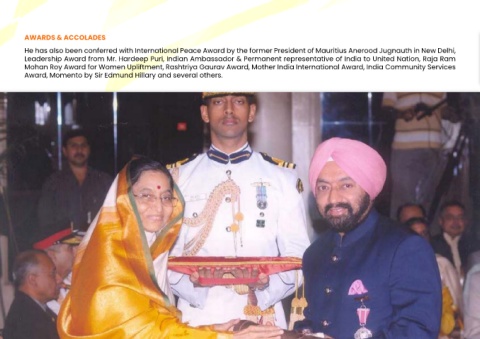 AWARDS & ACCOLADES
He has also been conferred with International Peace Award by the former President of Mauritius Anerood Jugnauth in New Delhi,
Leadership Award from Mr. Hardeep Puri, Indian Ambassador & Permanent representative of India to United Nation, Raja Ram
Mohan Roy Award for Women Upliftment, Rashtriya Gaurav Award, Mother India International Award, India Community Services
Award, Momento by Sir Edmund Hillary and several others.